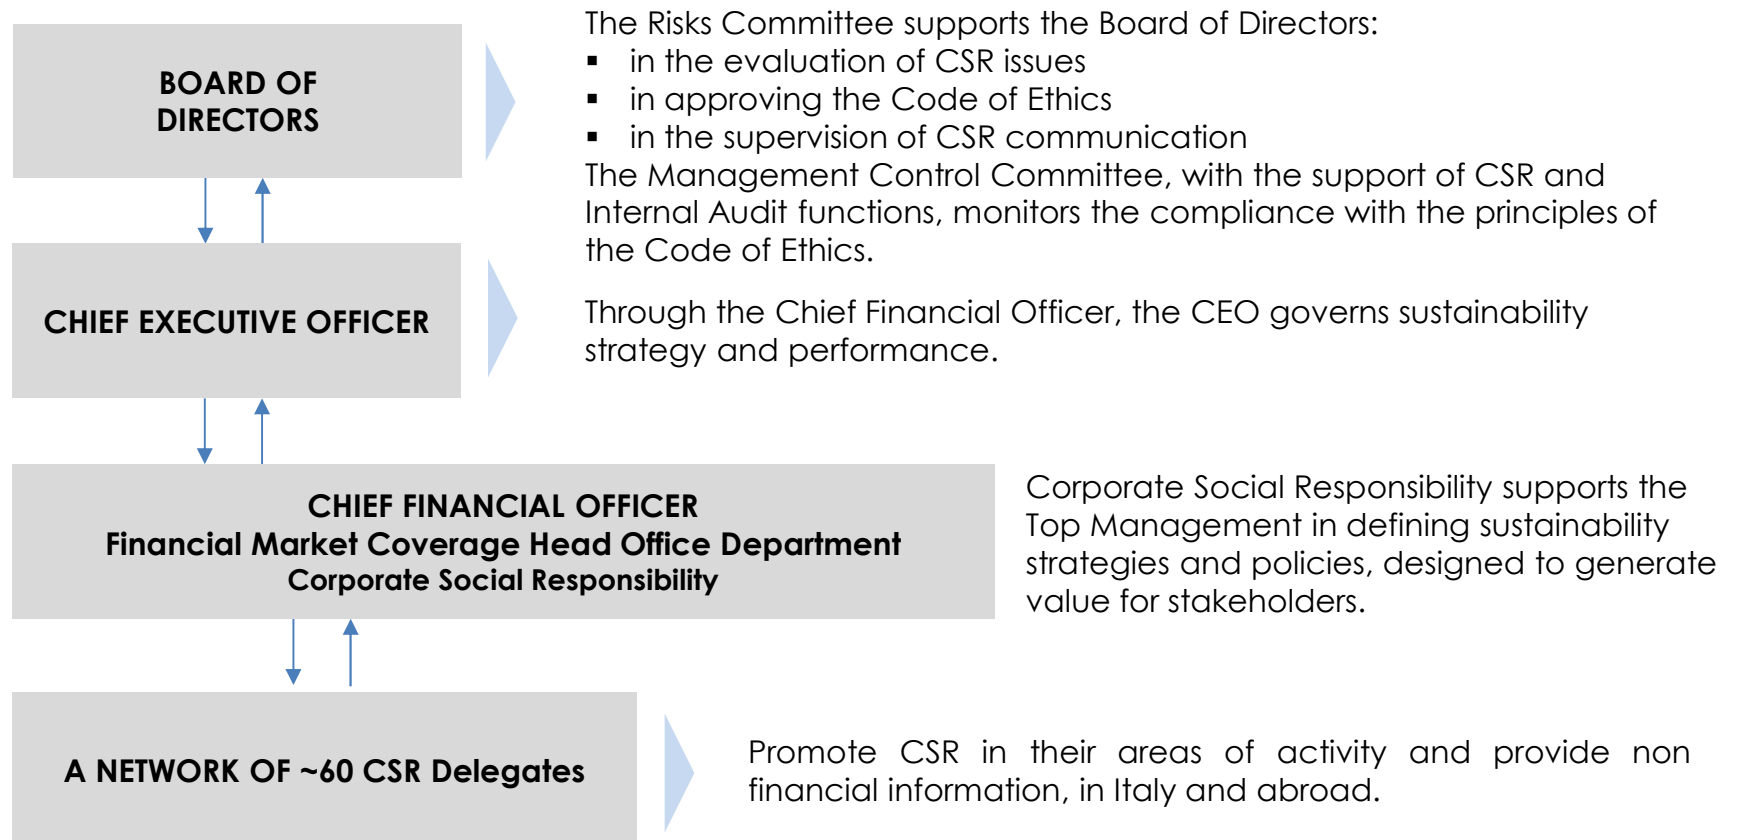 BOARD OF
DIRECTORS
The Risks Committee supports the Board of Directors:
▪ in the evaluation of CSR issues
▪ in approving the Code of Ethics
▪ in the supervision of CSR communication
The Management Control Committee, with the support of CSR and
Internal Audit functions, monitors the compliance with the principles of
the Code of Ethics.
CHIEF EXECUTIVE OFFICER
Through the Chief Financial Officer, the CEO governs sustainability
strategy and performance.
CHIEF FINANCIAL OFFICER
Financial Market Coverage Head Office Department
Corporate Social Responsibility
Corporate Social Responsibility supports the
Top Management in defining sustainability
strategies and policies, designed to generate
value for stakeholders.
A NETWORK OF ~60 CSR Delegates
Promote CSR in their areas of activity and provide non
financial information, in Italy and abroad.